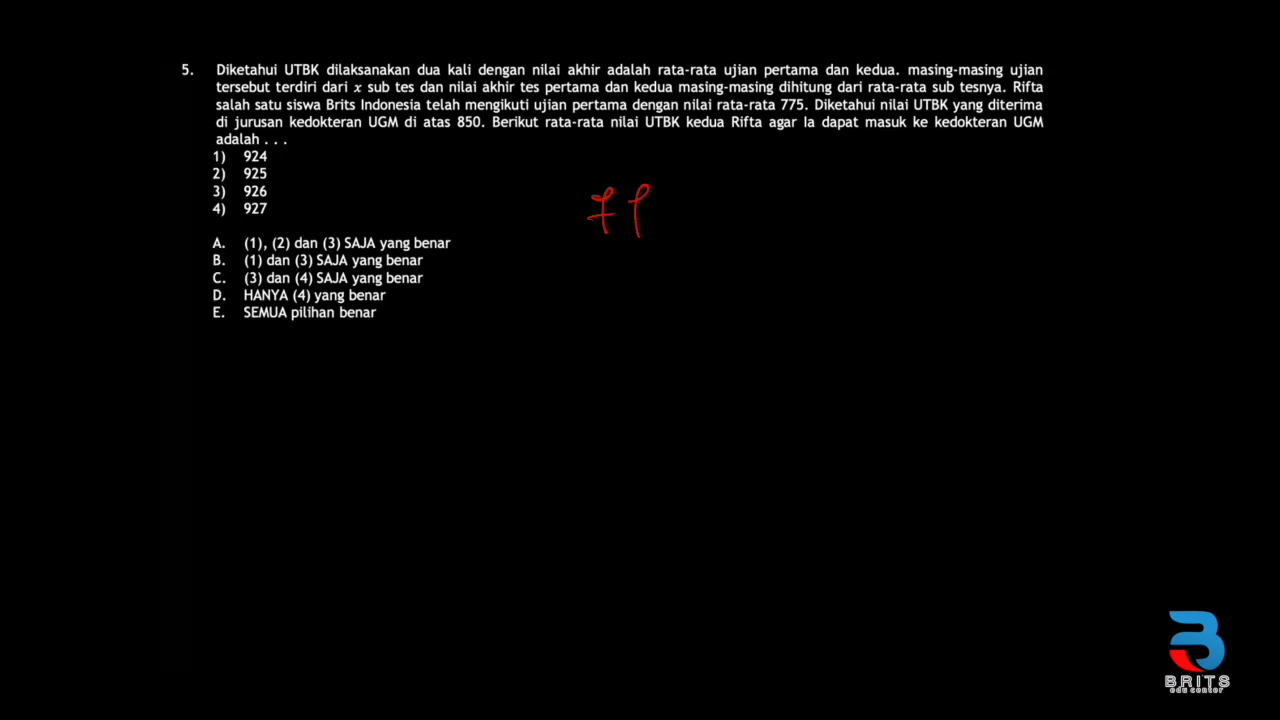 5. Diketahui UTBK dilaksanakan dua kali dengan nilai akhir adalah rata-rata ujian pertama dan kedua. masing-masing ujian
tersebut terdiri dari x sub tes dan nilai akhir tes pertama dan kedua masing-masing dihitung dari rata-rata sub tesnya. Rifta
salah satu siswa Brits Indonesia telah mengikuti ujian pertama dengan nilai rata-rata 775. Diketahui nilai UTBK yang diterima
di jurusan kedokteran UGM di atas 850. Berikut rata-rata nilai UTBK kedua Rifta agar Ia dapat masuk ke kedokteran UGM
adalah . . .
1) 924
2) 925
3) 926
4) 927
A. (1), (2) dan (3) SAJA yang benar
B. (1) dan (3) SAJA yang benar
C. (3) dan (4) SAJA yang benar
D. HANYA (4) yang benar
E. SEMUA pilihan benar
BRITS
edu center